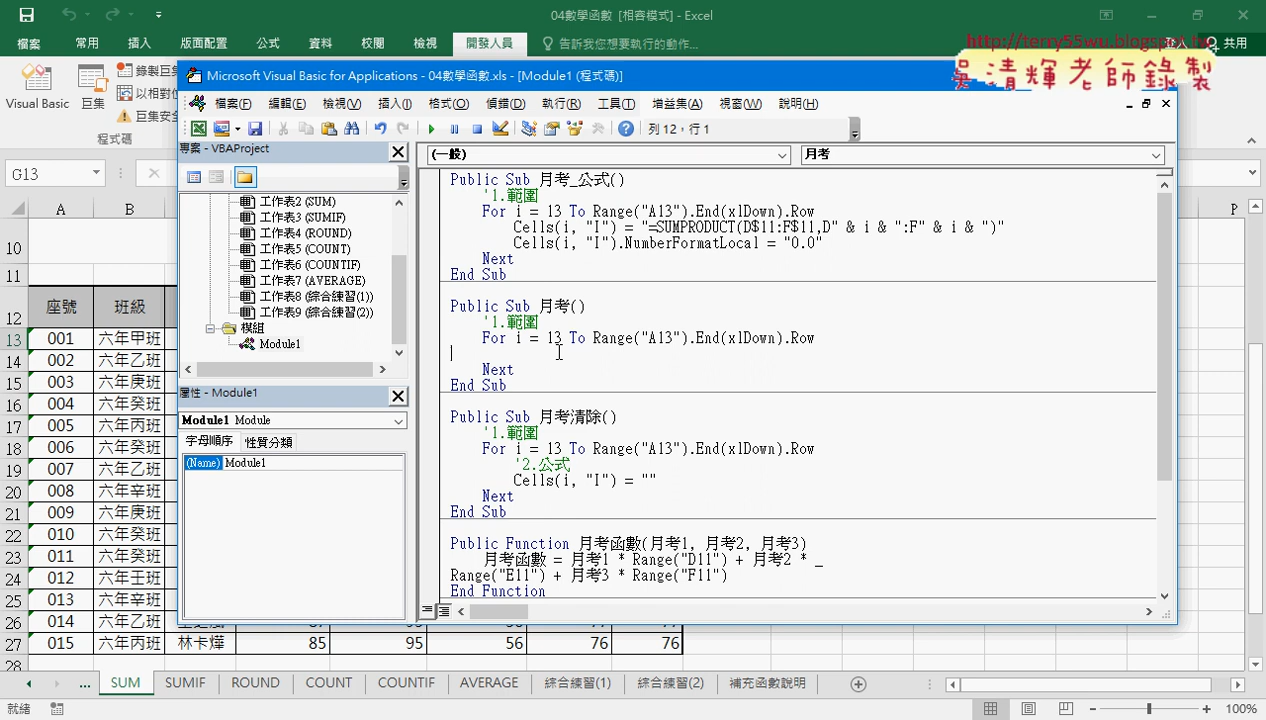 04數學函數 [相容模式] - Excel
檔案 常用 插入 版面配置 公式 資料 校閱 檢視 開發人員 告訴我您想要執行的動作... 登入 共用
http://terry55wu.blogspot.tw
吳清輝老師錄製
Visual Basic 巨集 錄製巨集
以相對位
巨集安全
程式碼
Microsoft Visual Basic for Applications - 04數學函數.xls - [Module1 (程式碼)]
檔案(F) 編輯(E) 檢視(V) 插入(I) 格式(O) 偵錯(D) 執行(R) 工具(T) 增益集(A) 視窗(W) 說明(H)
列 12，行 1
專案 - VBAProject
(一般) 月考
工作表2 (SUM)
工作表3 (SUMIF)
工作表4 (ROUND)
工作表5 (COUNT)
工作表6 (COUNTIF)
工作表7 (AVERAGE)
工作表8 (綜合練習(1))
工作表9 (綜合練習(2))
模組
Module1
屬性 - Module1
Module1 Module
字母順序 性質分類
(Name) Module1
Public Sub 月考_公式()
'1.範圍
For i = 13 To Range("A13").End(xlDown).Row
Cells(i, "I") = "=SUMPRODUCT(D$11:F$11,D" & i & ":F" & i & ")"
Cells(i, "I").NumberFormatLocal = "0.0"
Next
End Sub
Public Sub 月考()
'1.範圍
For i = 13 To Range("A13").End(xlDown).Row
Next
End Sub
Public Sub 月考清除()
'1.範圍
For i = 13 To Range("A13").End(xlDown).Row
'2.公式
Cells(i, "I") = ""
Next
End Sub
Public Function 月考函數(月考1, 月考2, 月考3)
月考函數 = 月考1 * Range("D11") + 月考2 * _
Range("E11") + 月考3 * Range("F11")
End Function
G13
A B P
10
11
12 座號 班級
13 001 六年甲班
14 002 六年乙班
15 003 六年庚班
16 004 六年癸班
17 005 六年丙班
18 006 六年癸班
19 007 六年乙班
20 008 六年辛班
21 009 六年庚班
22 010 六年癸班
23 011 六年癸班
24 012 六年壬班
25 013 六年辛班
26 014 六年乙班
27 015 六年丙班 林卡燁 85 95 56 76 76
28
... SUM SUMIF ROUND COUNT COUNTIF AVERAGE 綜合練習(1) 綜合練習(2) 補充函數說明
就緒 100%